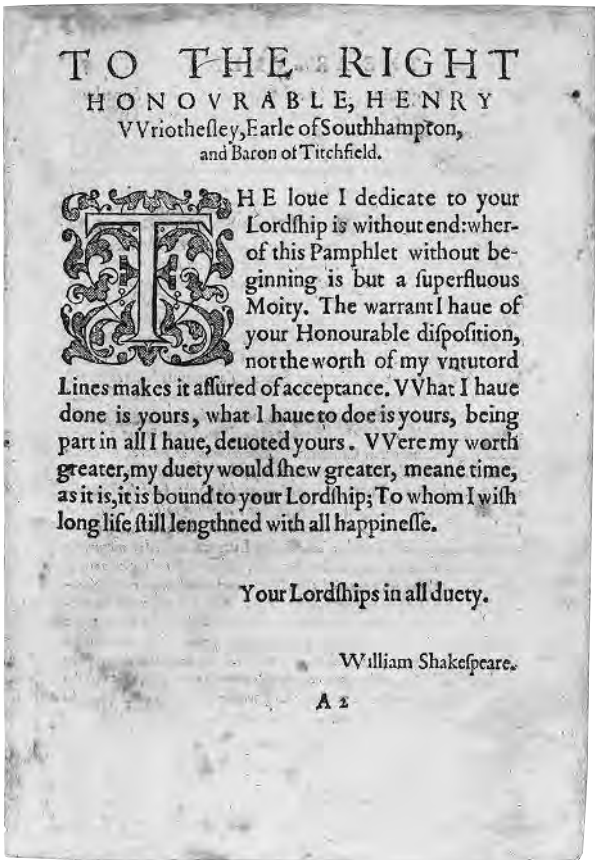 TO THE RIGHT
HONOVRABLE, HENRY
VVriotheſley, Earle of Southhampton,
and Baron of Titchfield.
THE loue I dedicate to your
Lordſhip is without end: wher-
of this Pamphlet without be-
ginning is but a ſuperfluous
Moity. The warrant I haue of
your Honourable diſpoſition,
not the worth of my vntutord
Lines makes it aſſured of acceptance. VVhat I haue
done is yours, what I haue to doe is yours, being
part in all I haue, deuoted yours. VVere my worth
greater, my duety would ſhew greater, meane time,
as it is, it is bound to your Lordſhip; To whom I wiſh
long life ſtill lengthned with all happineſſe.
Your Lordſhips in all duety.
William Shakeſpeare.
A 2